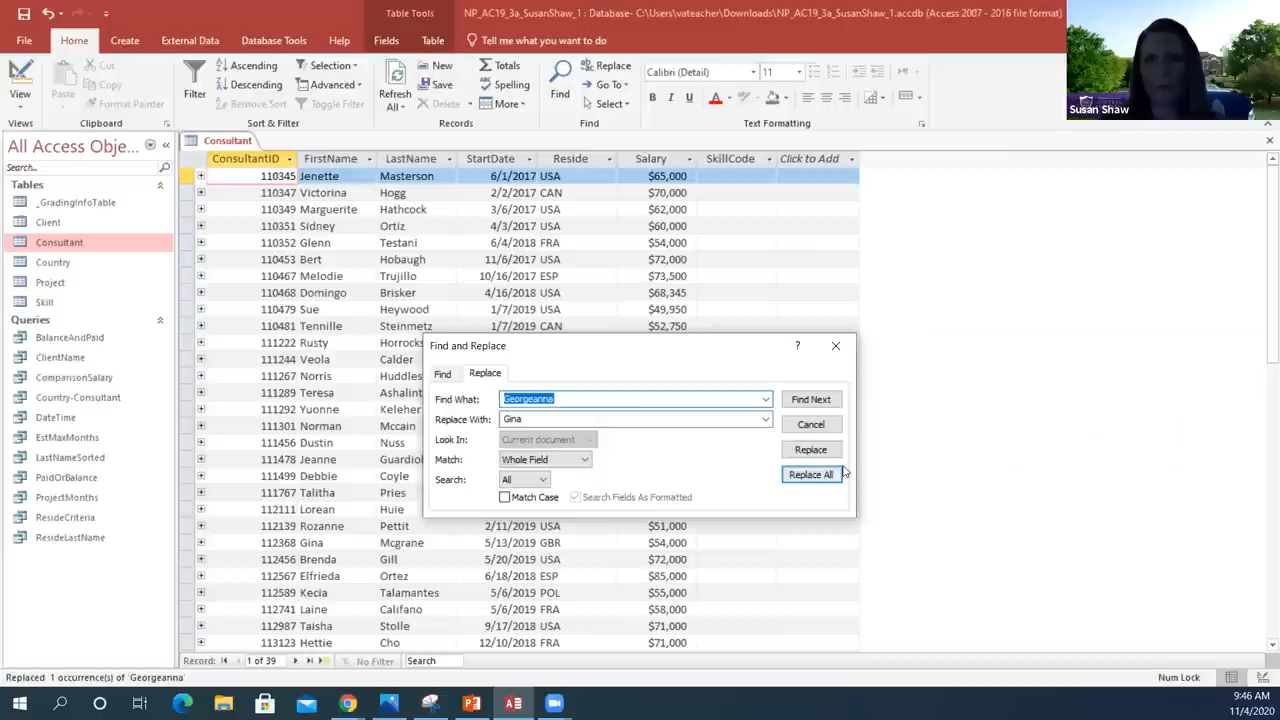 Table Tools
NP_AC19_3a_SusanShaw_1 : Database- C:\Users\vateacher\Downloads\NP_AC19_3a_SusanShaw_1.accdb (Access 2007 - 2016 file format)
File Home Create External Data Database Tools Help Fields Table Tell me what you want to do
View
Views
Paste
Cut
Copy
Format Painter
Clipboard
Filter
Ascending
Descending
Remove Sort
Selection
Advanced
Toggle Filter
Sort & Filter
Refresh
All
New
Save
Delete
Totals
Spelling
More
Records
Find
Replace
Go To
Select
Find
Calibri (Detail) 11
B I U
Text Formatting
Susan Shaw
All Access Obje...
Search...
Tables
_GradingInfoTable
Client
Consultant
Country
Project
Skill
Queries
BalanceAndPaid
ClientName
ComparisonSalary
Country-Consultant
DateTime
EstMaxMonths
LastNameSorted
PaidOrBalance
ProjectMonths
ResideCriteria
ResideLastName
Consultant
ConsultantID FirstName LastName StartDate Reside Salary SkillCode Click to Add
110345 Jenette Masterson 6/1/2017 USA $65,000
110347 Victorina Hogg 2/2/2017 CAN $70,000
110349 Marguerite Hathcock 3/6/2017 USA $62,000
110351 Sidney Ortiz 4/3/2017 USA $60,000
110352 Glenn Testani 6/4/2018 FRA $54,000
110453 Bert Hobaugh 11/6/2017 USA $72,000
110467 Melodie Trujillo 10/16/2017 ESP $73,500
110468 Domingo Brisker 4/16/2018 USA $68,345
110479 Sue Heywood 1/7/2019 USA $49,950
110481 Tennille Steinmetz 1/7/2019 CAN $52,750
111222 Rusty Horrocks
111244 Veola Calder
111267 Norris Huddles
111289 Teresa Ashalint
111292 Yvonne Keleher
111301 Norman Mccain
111456 Dustin Nuss
111478 Jeanne
111499 Debbie Coyle
111767 Talitha Pries
112111 Lorean Huie
112139 Rozanne Pettit 2/11/2019 USA $51,000
112368 Gina Mcgrane 5/13/2019 GBR $54,000
112456 Brenda Gill 5/20/2019 USA $72,000
112567 Elfrieda Ortez 6/18/2018 ESP $85,000
112589 Kecia Talamantes 5/6/2019 POL $55,000
112741 Laine Califano 5/6/2019 FRA $58,000
112987 Taisha Stolle 9/17/2018 USA $71,000
113123 Hettie Cho 12/10/2018 FRA $71,000
Find and Replace
?
Find Replace
Find What: Georgeanna Find Next
Replace With: Gina Cancel
Look In: Current document
Replace
Match: Whole Field
Replace All
Search: All
Match Case Search Fields As Formatted
Record: 1 of 39 No Filter Search
Replaced 1 occurrence(s) of 'Georgeanna' Num Lock
9:46 AM
11/4/2020